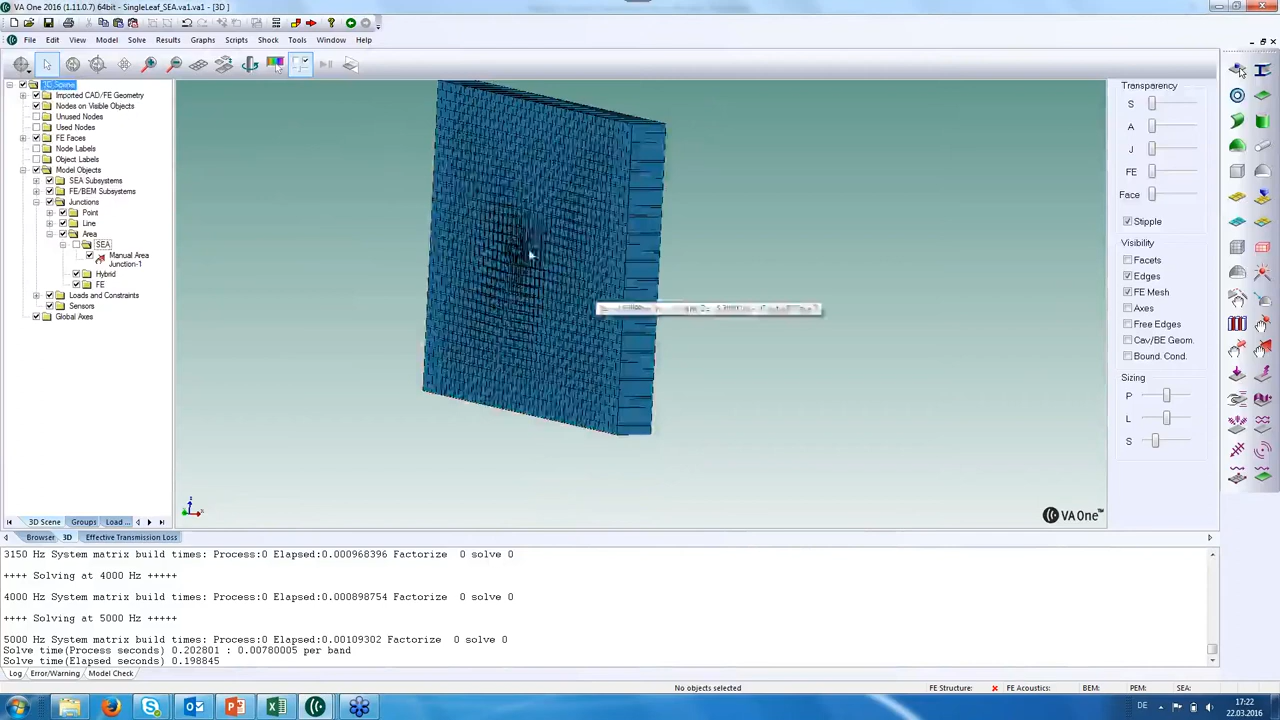 VA One 2016 (1.11.0.7) 64bit - SingleLeaf_SEA.va1.va1 - [3D ]
File Edit View Model Solve Results Graphs Scripts Shock Tools Window Help
3D Scene
Imported CAD/FE Geometry
Nodes on Visible Objects
Unused Nodes
Used Nodes
FE Faces
Node Labels
Object Labels
Model Objects
SEA Subsystems
FE/BEM Subsystems
Junctions
Point
Line
Area
SEA
Manual Area
Junction-1
Hybrid
FE
Loads and Constraints
Sensors
Global Axes
3D Scene Groups Load ...
Transparency
S
A
J
FE
Face
Stipple
Visibility
Facets
Edges
FE Mesh
Axes
Free Edges
Cav/BE Geom.
Bound. Cond.
Sizing
P
L
S
VA One™
Browser 3D Effective Transmission Loss
3150 Hz System matrix build times: Process:0 Elapsed:0.000968396 Factorize 0 solve 0
++++ Solving at 4000 Hz +++++
4000 Hz System matrix build times: Process:0 Elapsed:0.000898754 Factorize 0 solve 0
++++ Solving at 5000 Hz +++++
5000 Hz System matrix build times: Process:0 Elapsed:0.00109302 Factorize 0 solve 0
Solve time(Process seconds) 0.202801 : 0.00780005 per band
Solve time(Elapsed seconds) 0.198845
Log Error/Warning Model Check
No objects selected
FE Structure: FE Acoustics: BEM: PEM: SEA:
DE
17:22
22.03.2016